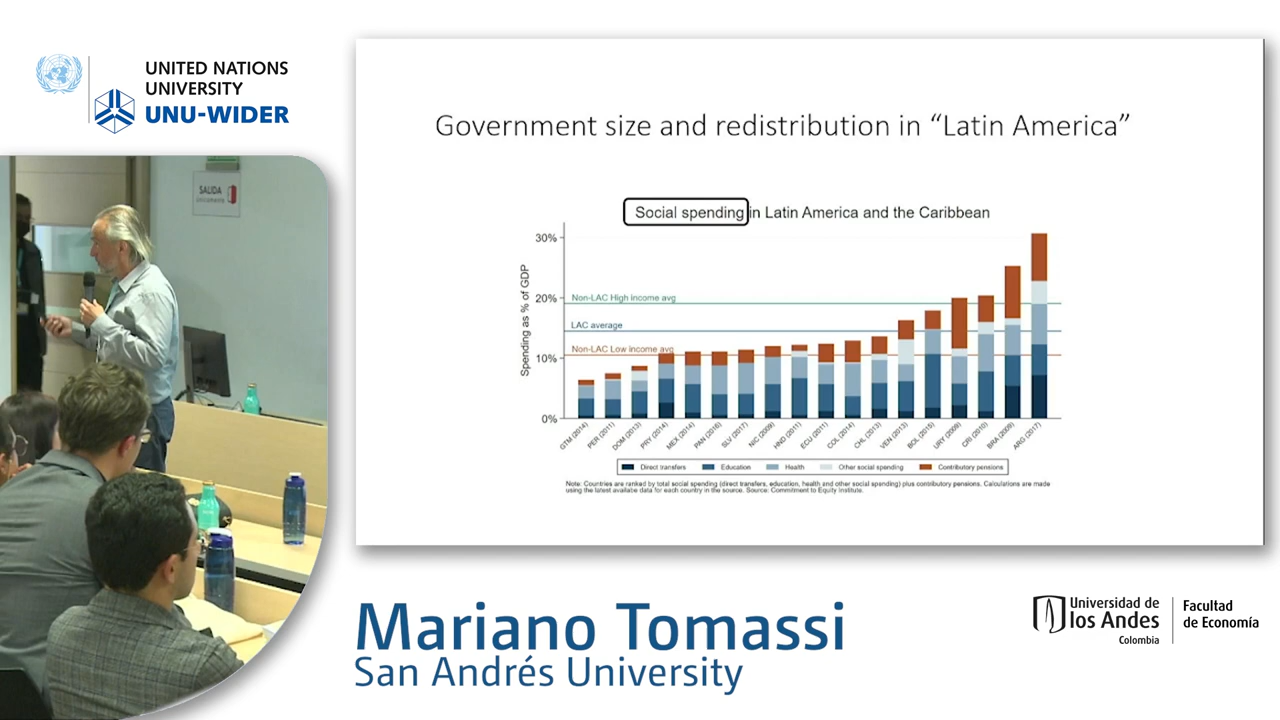 UNITED NATIONS
UNIVERSITY
UNU-WIDER
SALIDA
Government size and redistribution in “Latin America”
Social spending in Latin America and the Caribbean
Spending as % of GDP
30%
20%
10%
0%
Non-LAC High income avg
LAC average
Non-LAC Low income avg
GTM (2014)
PER (2011)
DOM (2013)
PRY (2014)
MEX (2014)
PAN (2016)
SLV (2017)
NIC (2009)
HND (2011)
ECU (2011)
COL (2014)
CHL (2013)
VEN (2013)
BOL (2015)
URY (2009)
CRI (2010)
BRA (2009)
ARG (2017)
Direct transfers
Education
Health
Other social spending
Contributory pensions
Note: Countries are ranked by total social spending (direct transfers, education, health and other social spending) plus contributory pensions. Calculations are made
using the latest available data for each country in the source. Source: Commitment to Equity Institute.
Mariano Tomassi
San Andrés University
Universidad de
los Andes
Colombia
Facultad
de Economía